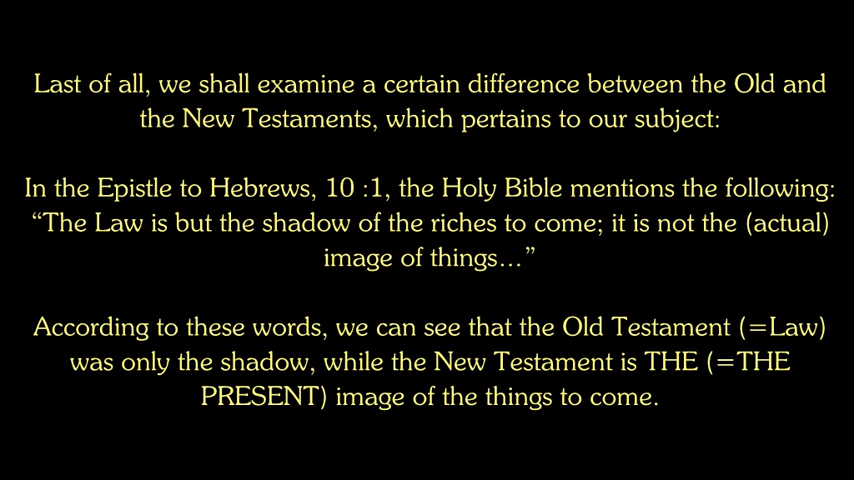 Last of all, we shall examine a certain difference between the Old and
the New Testaments, which pertains to our subject:
In the Epistle to Hebrews, 10 :1, the Holy Bible mentions the following:
“The Law is but the shadow of the riches to come; it is not the (actual)
image of things…”
According to these words, we can see that the Old Testament (=Law)
was only the shadow, while the New Testament is THE (=THE
PRESENT) image of the things to come.